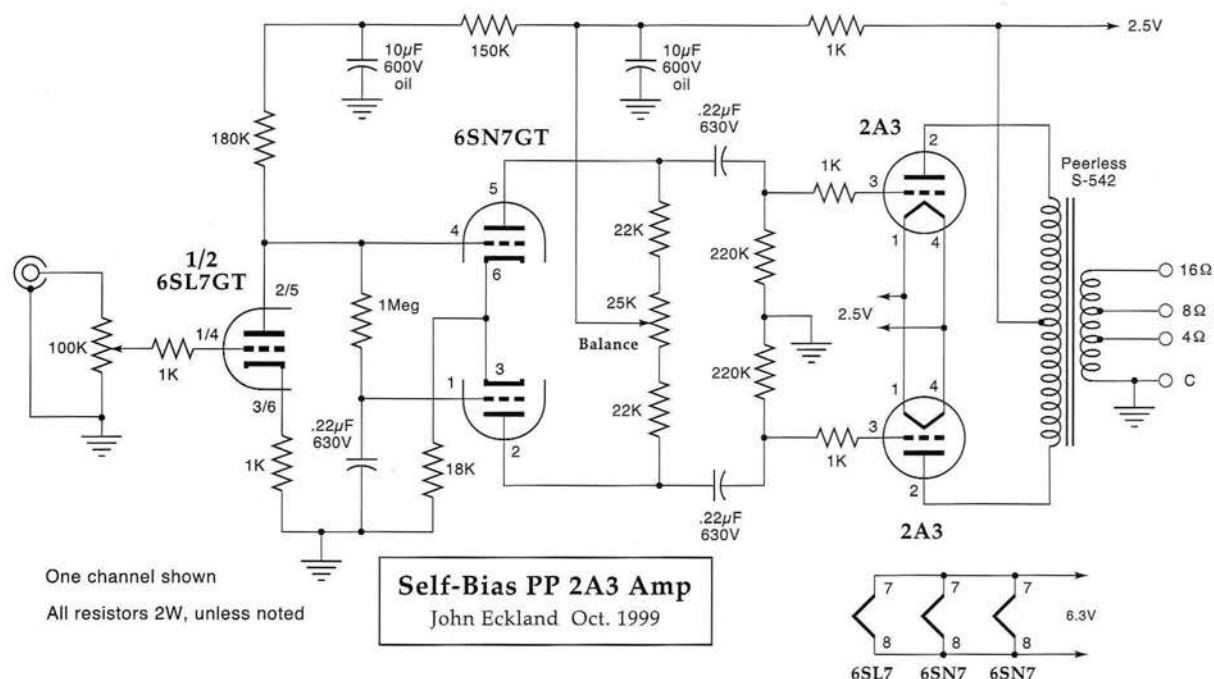 150K
1K
2.5V
10µF
600V
oil
10µF
600V
oil
180K
6SN7GT
.22µF
630V
2A3
2
1K
3
Peerless
S-542
5
4
6
22K
220K
1
4
1/2
6SL7GT
2/5
1Meg
25K
Balance
2.5V
16Ω
8Ω
4Ω
C
100K
1K
1/4
3/6
1
3
2
22K
220K
1
4
3
1K
2
.22µF
630V
1K
18K
.22µF
630V
2A3
One channel shown
All resistors 2W, unless noted
Self-Bias PP 2A3 Amp
John Eckland Oct. 1999
7
7
7
6.3V
8
8
8
6SL7
6SN7
6SN7